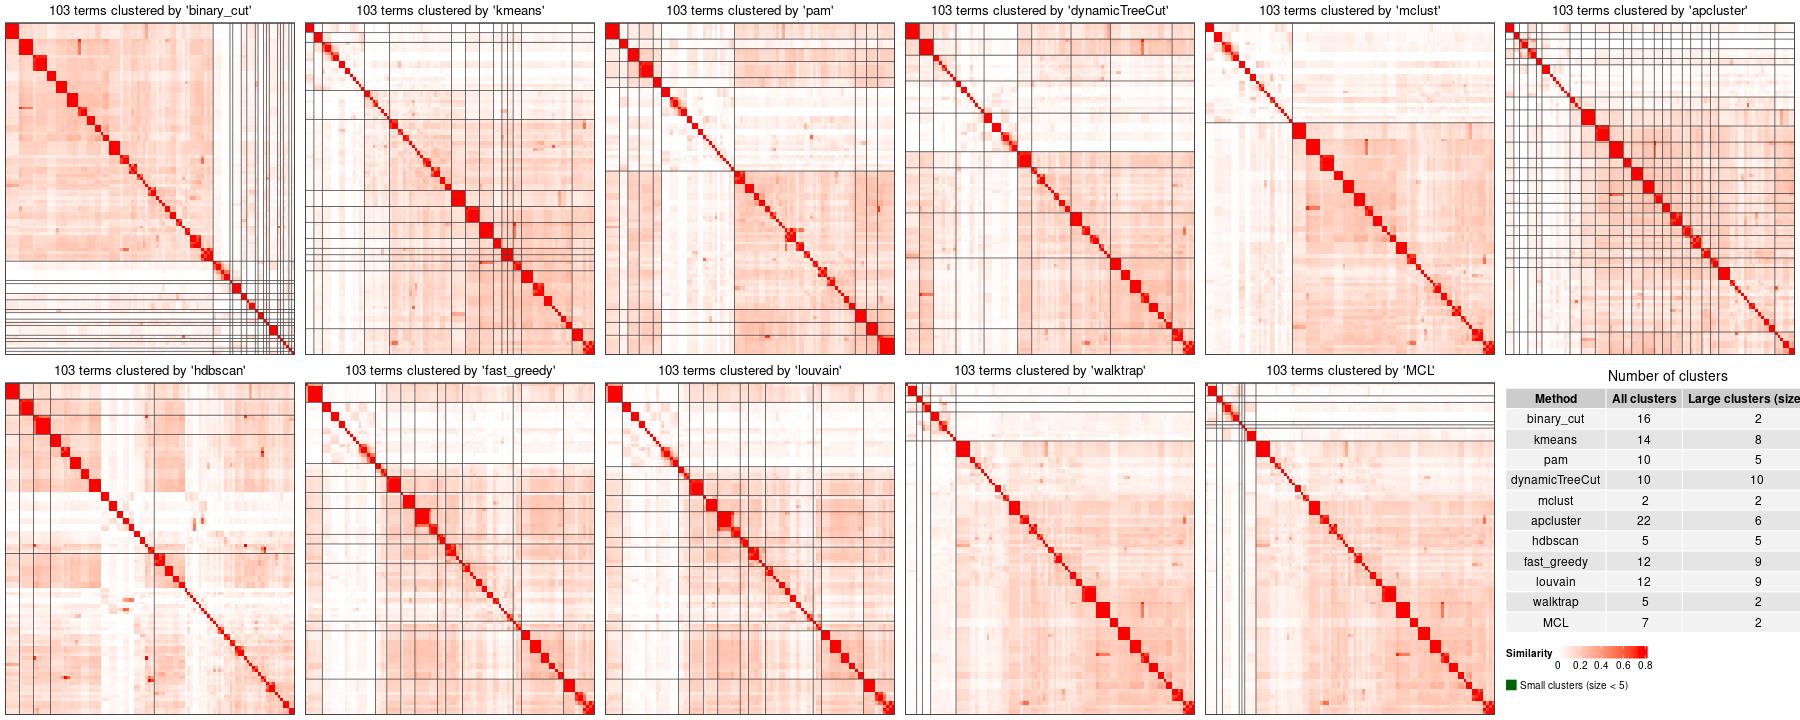 103 terms clustered by 'binary_cut'
103 terms clustered by 'kmeans'
103 terms clustered by 'pam'
103 terms clustered by 'dynamicTreeCut'
103 terms clustered by 'mclust'
103 terms clustered by 'apcluster'
103 terms clustered by 'hdbscan'
103 terms clustered by 'fast_greedy'
103 terms clustered by 'louvain'
103 terms clustered by 'walktrap'
103 terms clustered by 'MCL'
Number of clusters
Method All clusters Large clusters (size
binary_cut 16 2
kmeans 14 8
pam 10 5
dynamicTreeCut 10 10
mclust 2 2
apcluster 22 6
hdbscan 5 5
fast_greedy 12 9
louvain 12 9
walktrap 5 2
MCL 7 2
Similarity
0 0.2 0.4 0.6 0.8
Small clusters (size < 5)